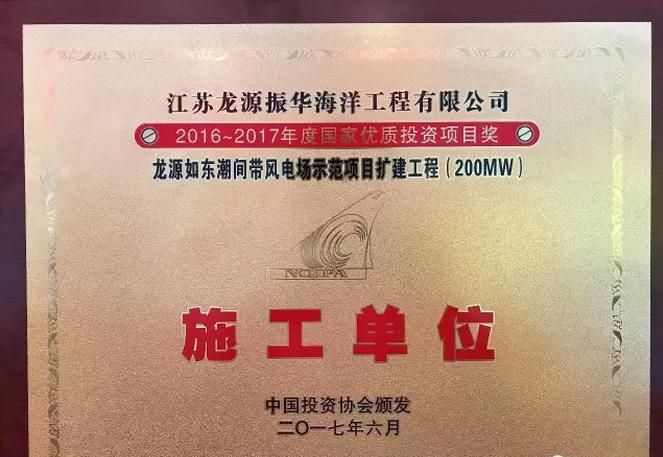 江苏龙源振华海洋工程有限公司
2016~2017年度国家优质投资项目奖
龙源如东潮间带风电场示范项目扩建工程（200MW）
NQIPA
施工单位
中国投资协会颁发
二〇一七年六月